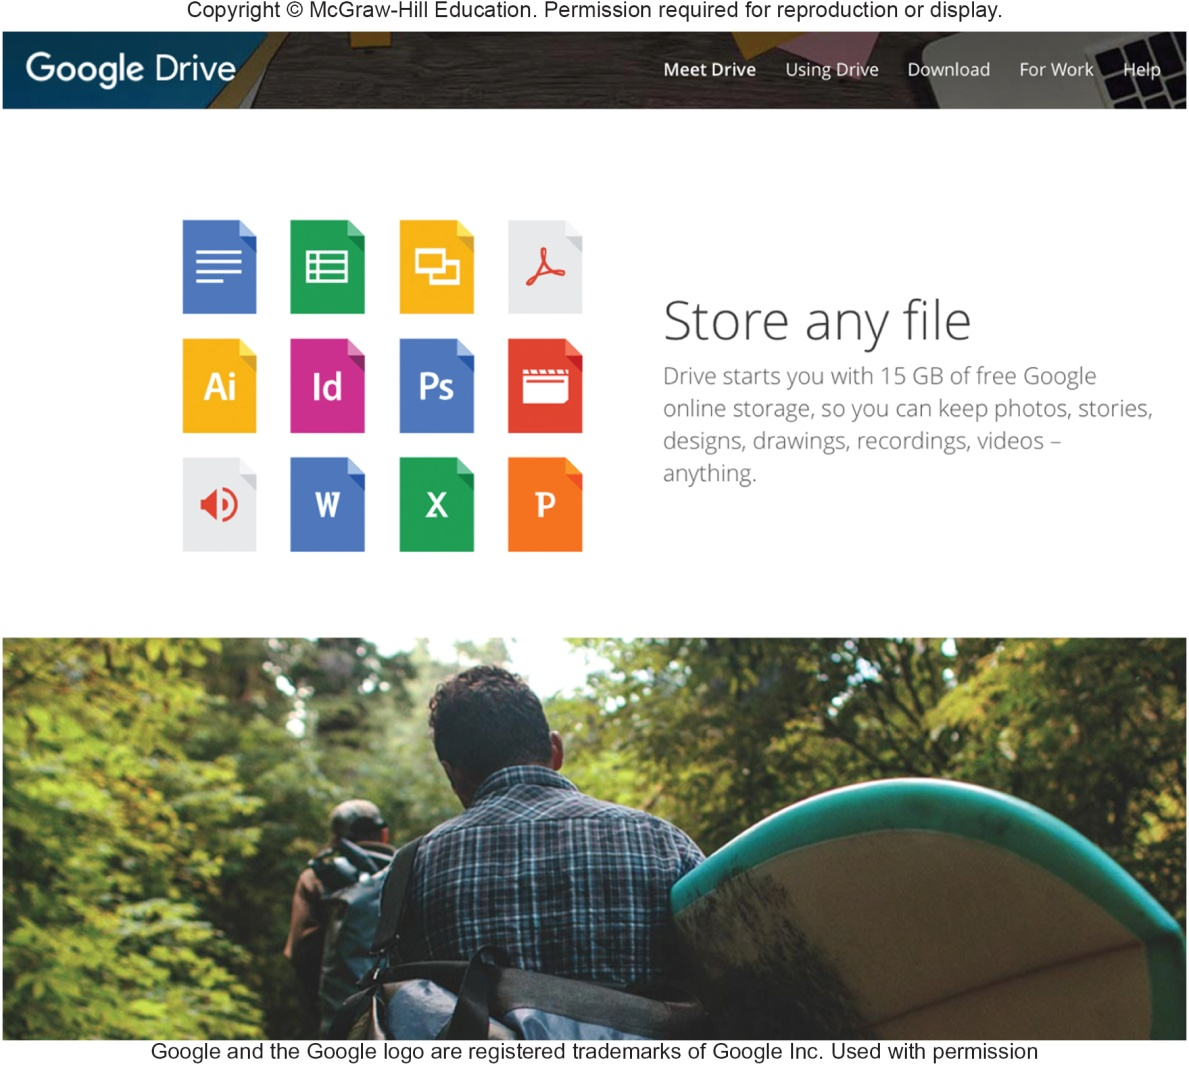 Copyright © McGraw-Hill Education. Permission required for reproduction or display.
Google Drive
Meet Drive Using Drive Download For Work Help
Ai Id Ps
W X P
Store any file
Drive starts you with 15 GB of free Google
online storage, so you can keep photos, stories,
designs, drawings, recordings, videos –
anything.
Google and the Google logo are registered trademarks of Google Inc. Used with permission